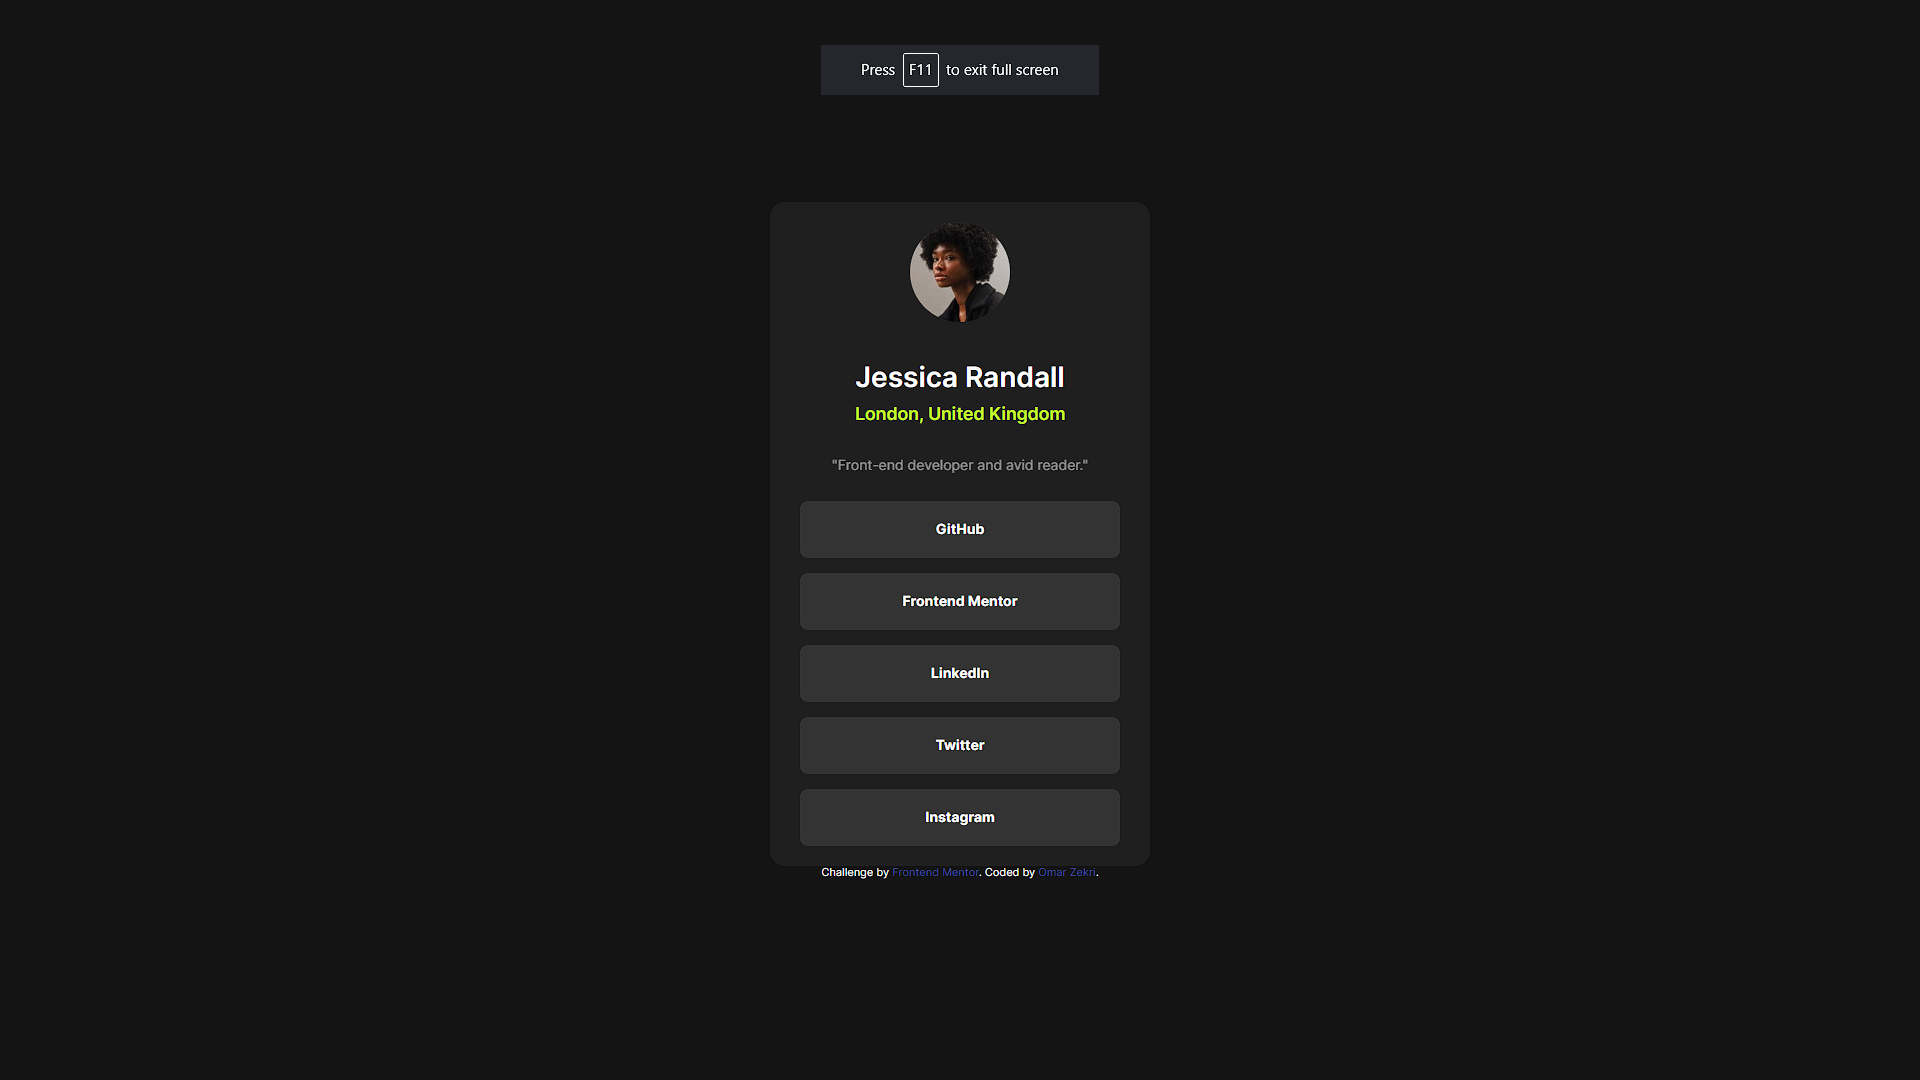 Press F11 to exit full screen
Jessica Randall
London, United Kingdom
"Front-end developer and avid reader."
GitHub
Frontend Mentor
LinkedIn
Twitter
Instagram
Challenge by Frontend Mentor. Coded by Omar Zekri.